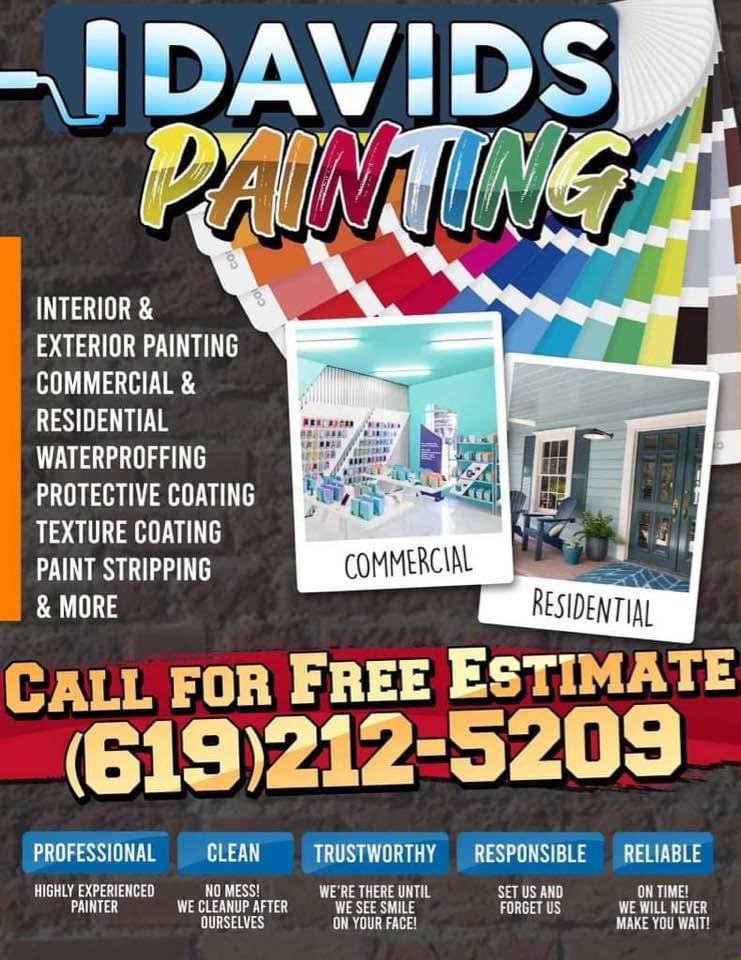 DAVIDS
PAINTING
INTERIOR &
EXTERIOR PAINTING
COMMERCIAL &
RESIDENTIAL
WATERPROFFING
PROTECTIVE COATING
TEXTURE COATING
PAINT STRIPPING
& MORE
COMMERCIAL
RESIDENTIAL
CALL FOR FREE ESTIMATE
(619)212-5209
PROFESSIONAL
HIGHLY EXPERIENCED
PAINTER
CLEAN
NO MESS!
WE CLEANUP AFTER
OURSELVES
TRUSTWORTHY
WE'RE THERE UNTIL
WE SEE SMILE
ON YOUR FACE!
RESPONSIBLE
SET US AND
FORGET US
RELIABLE
ON TIME!
WE WILL NEVER
MAKE YOU WAIT!